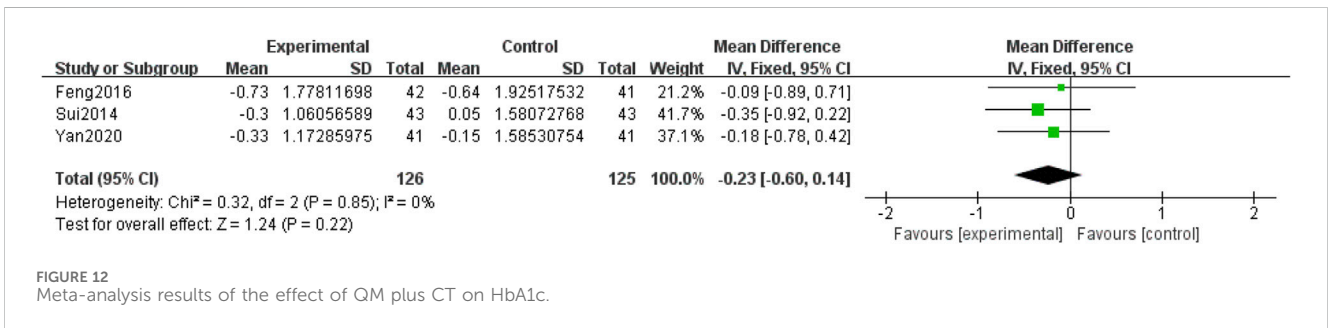 Experimental Control Mean Difference Mean Difference
Study or Subgroup Mean SD Total Mean SD Total Weight IV, Fixed, 95% CI IV, Fixed, 95% CI
Feng2016 -0.73 1.77811698 42 -0.64 1.92517532 41 21.2% -0.09 [-0.89, 0.71]
Sui2014 -0.3 1.06056589 43 0.05 1.58072768 43 41.7% -0.35 [-0.92, 0.22]
Yan2020 -0.33 1.17285975 41 -0.15 1.58530754 41 37.1% -0.18 [-0.78, 0.42]
Total (95% CI) 126 125 100.0% -0.23 [-0.60, 0.14]
Heterogeneity: Chi² = 0.32, df = 2 (P = 0.85); I² = 0%
Test for overall effect: Z = 1.24 (P = 0.22)
-2 -1 0 1 2
Favours [experimental] Favours [control]
FIGURE 12
Meta-analysis results of the effect of QM plus CT on HbA1c.